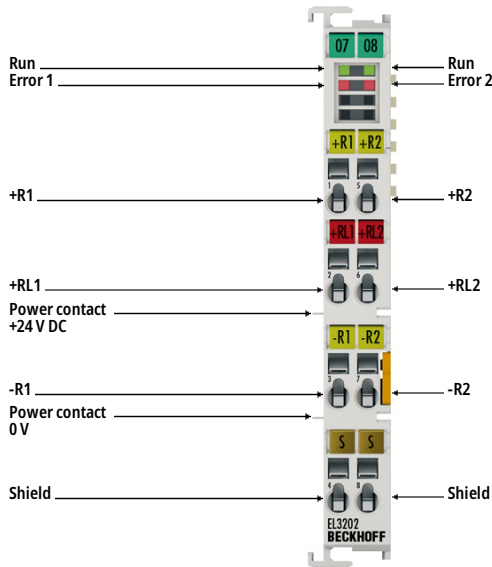 07 08
Run
Run
Error 1
Error 2
+R1 +R2
1 5
+R1
+R2
+RL1 +RL2
2 6
+RL1
+RL2
Power contact
+24 V DC
-R1 -R2
3 7
-R1
-R2
Power contact
0 V
S S
4 8
Shield
Shield
EL3202
BECKHOFF